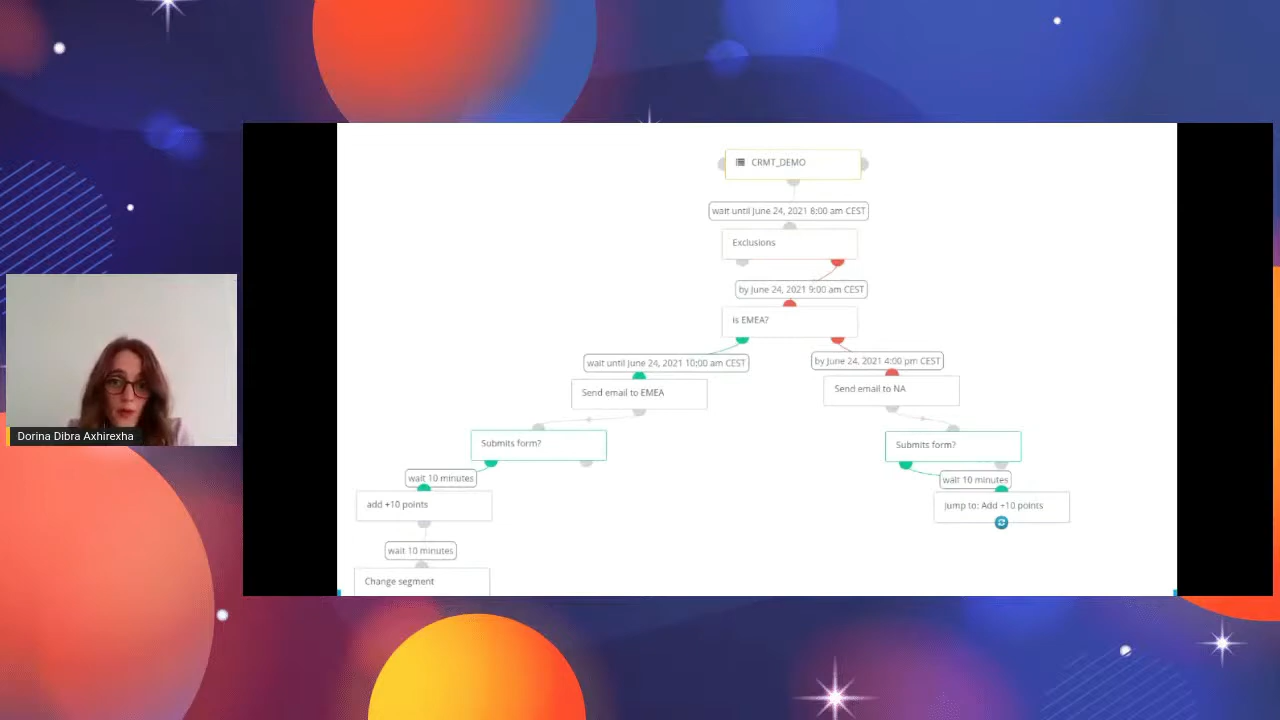 CRMT_DEMO
wait until June 24, 2021 8:00 am CEST
Exclusions
by June 24, 2021 9:00 am CEST
is EMEA?
wait until June 24, 2021 10:00 am CEST
by June 24, 2021 4:00 pm CEST
Send email to EMEA
Send email to NA
Submits form?
Submits form?
wait 10 minutes
wait 10 minutes
add +10 points
Jump to: Add +10 points
wait 10 minutes
Change segment
Dorina Dibra Axhirexha